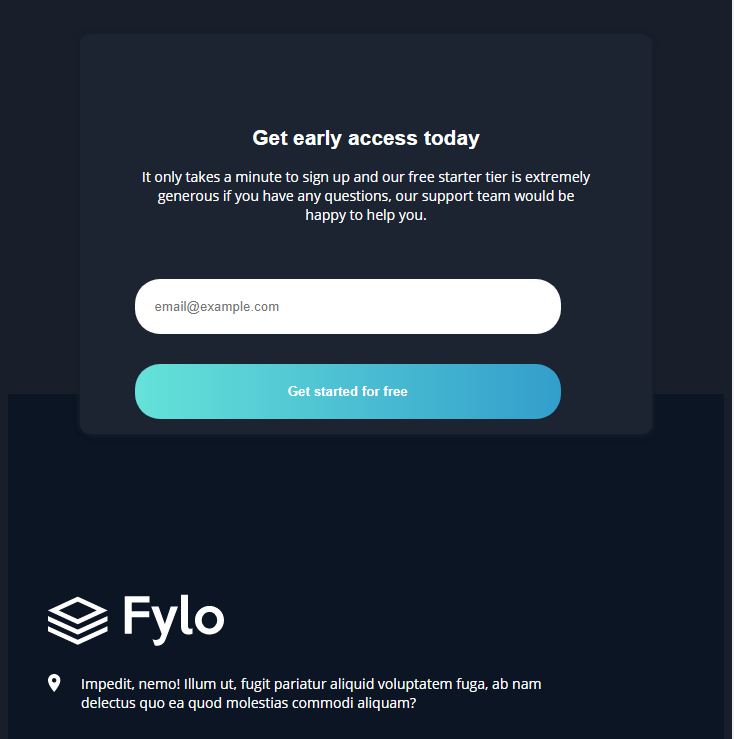 Get early access today
It only takes a minute to sign up and our free starter tier is extremely
generous if you have any questions, our support team would be
happy to help you.
email@example.com
Get started for free
Fylo
Impedit, nemo! Illum ut, fugit pariatur aliquid voluptatem fuga, ab nam
delectus quo ea quod molestias commodi aliquam?